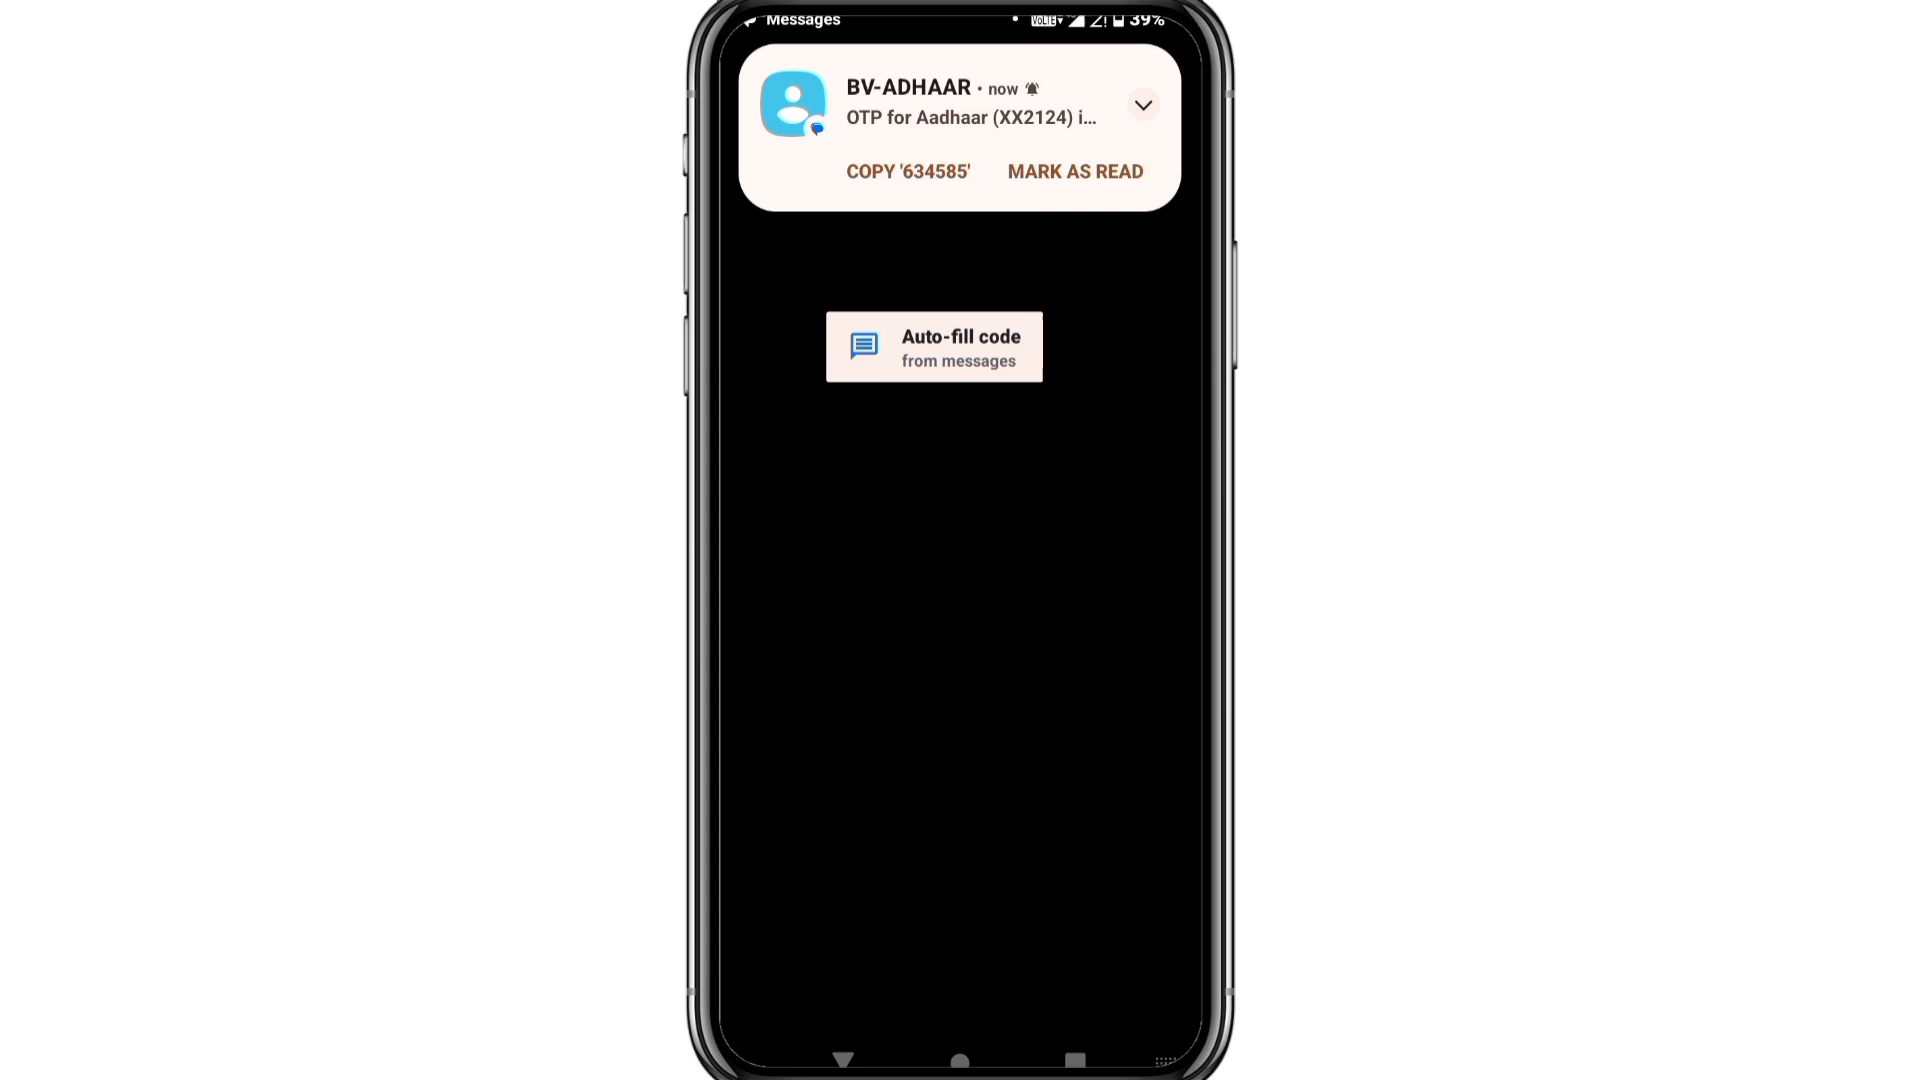 Messages
VoLTE 39%
BV-ADHAAR • now
OTP for Aadhaar (XX2124) i...
COPY '634585' MARK AS READ
Auto-fill code
from messages